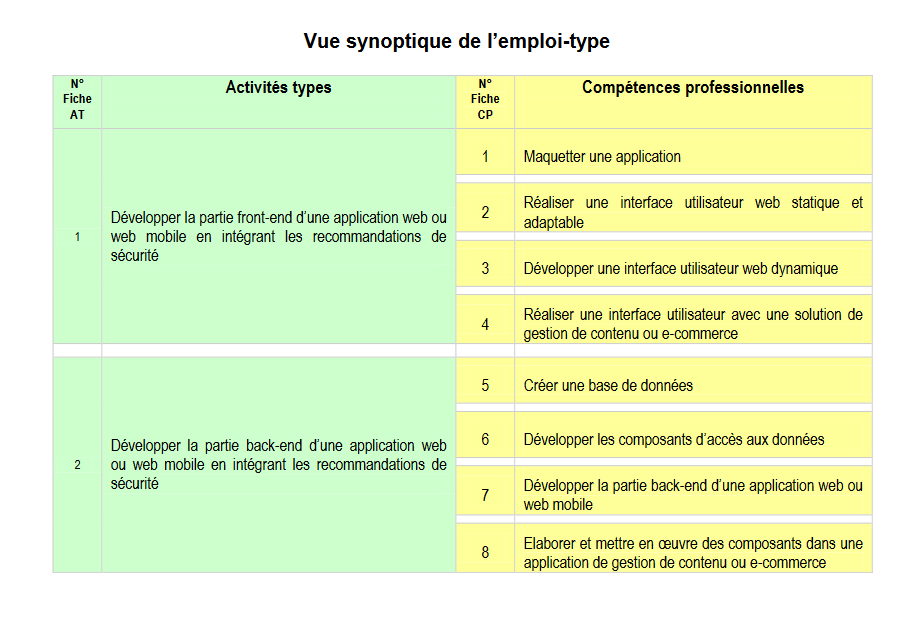 Vue synoptique de l’emploi-type
N°
Fiche
AT
Activités types
N°
Fiche
CP
Compétences professionnelles
1
Développer la partie front-end d’une application web ou
web mobile en intégrant les recommandations de
sécurité
1
Maquetter une application
2
Réaliser une interface utilisateur web statique et
adaptable
3
Développer une interface utilisateur web dynamique
4
Réaliser une interface utilisateur avec une solution de
gestion de contenu ou e-commerce
2
Développer la partie back-end d’une application web
ou web mobile en intégrant les recommandations de
sécurité
5
Créer une base de données
6
Développer les composants d’accès aux données
7
Développer la partie back-end d’une application web ou
web mobile
8
Elaborer et mettre en œuvre des composants dans une
application de gestion de contenu ou e-commerce